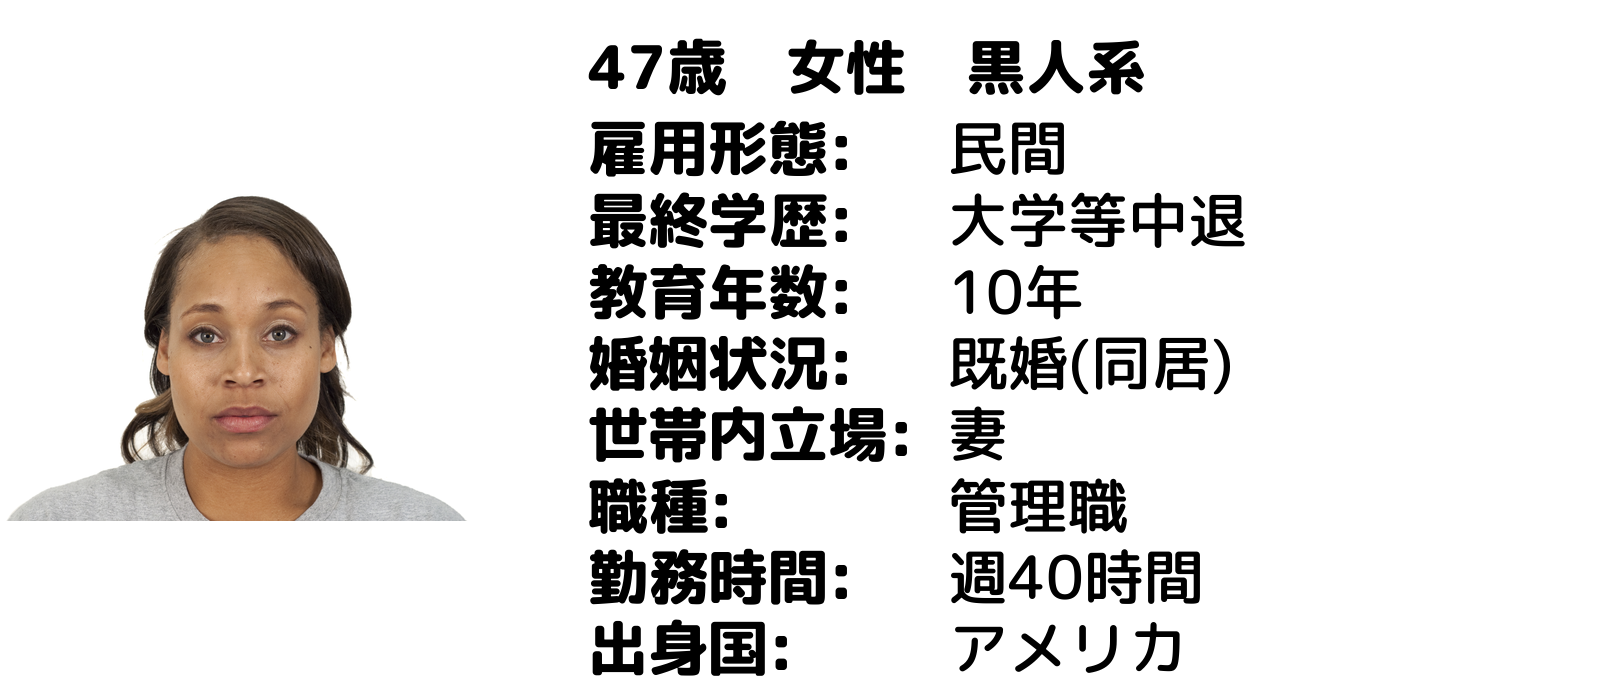 47歳　女性　黒人系
雇用形態:　民間
最終学歴:　大学等中退
教育年数:　10年
婚姻状況:　既婚(同居)
世帯内立場:　妻
職種:　管理職
勤務時間:　週40時間
出身国:　アメリカ